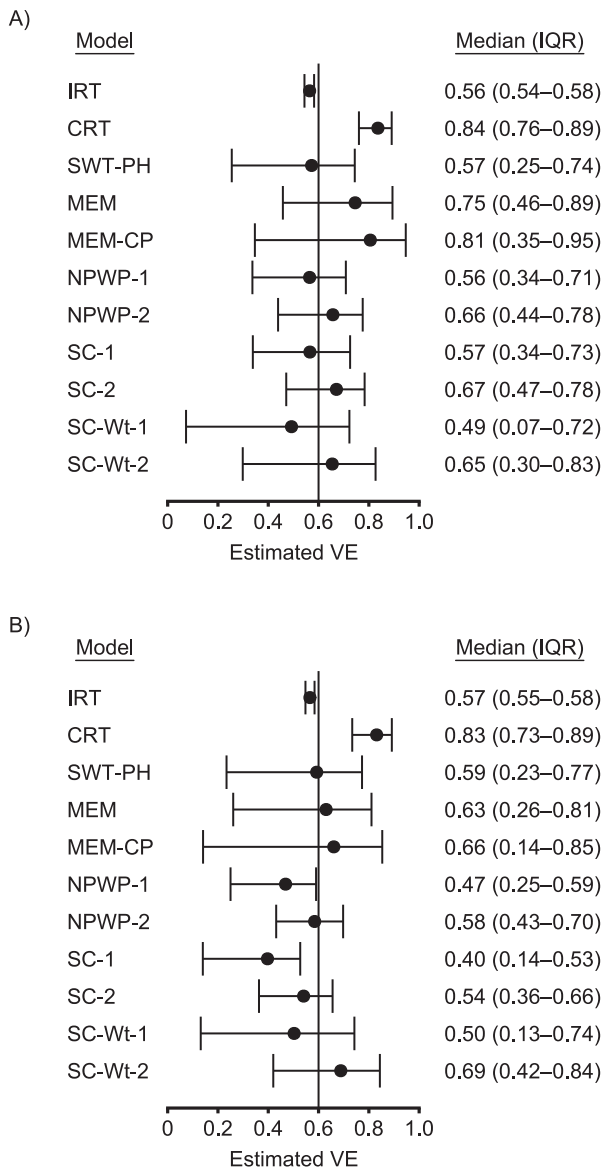 A)
Model Median (IQR)
IRT 0.56 (0.54–0.58)
CRT 0.84 (0.76–0.89)
SWT-PH 0.57 (0.25–0.74)
MEM 0.75 (0.46–0.89)
MEM-CP 0.81 (0.35–0.95)
NPWP-1 0.56 (0.34–0.71)
NPWP-2 0.66 (0.44–0.78)
SC-1 0.57 (0.34–0.73)
SC-2 0.67 (0.47–0.78)
SC-Wt-1 0.49 (0.07–0.72)
SC-Wt-2 0.65 (0.30–0.83)
0 0.2 0.4 0.6 0.8 1.0
Estimated VE
B)
Model Median (IQR)
IRT 0.57 (0.55–0.58)
CRT 0.83 (0.73–0.89)
SWT-PH 0.59 (0.23–0.77)
MEM 0.63 (0.26–0.81)
MEM-CP 0.66 (0.14–0.85)
NPWP-1 0.47 (0.25–0.59)
NPWP-2 0.58 (0.43–0.70)
SC-1 0.40 (0.14–0.53)
SC-2 0.54 (0.36–0.66)
SC-Wt-1 0.50 (0.13–0.74)
SC-Wt-2 0.69 (0.42–0.84)
0 0.2 0.4 0.6 0.8 1.0
Estimated VE